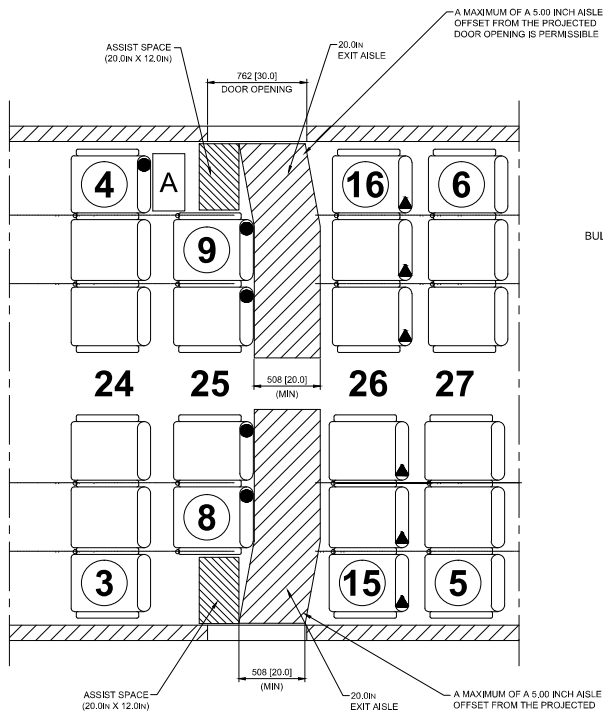 A MAXIMUM OF A 5.00 INCH AISLE
OFFSET FROM THE PROJECTED
DOOR OPENING IS PERMISSIBLE
ASSIST SPACE
(20.0IN X 12.0IN)
20.0IN
EXIT AISLE
762 [30.0]
DOOR OPENING
4
A
16
6
9
BUL
24
25
508 [20.0]
(MIN)
26
27
8
3
15
5
508 [20.0]
(MIN)
ASSIST SPACE
(20.0IN X 12.0IN)
20.0IN
EXIT AISLE
A MAXIMUM OF A 5.00 INCH AISLE
OFFSET FROM THE PROJECTED